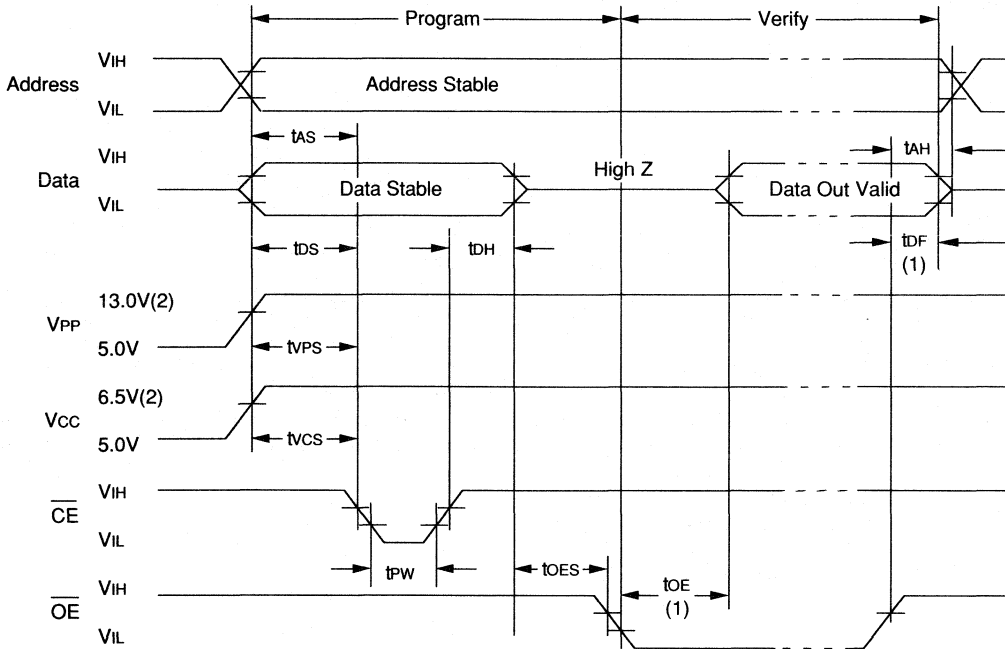 Program
Verify
Address
VIH
VIL
Address Stable
tAS
tAH
Data
VIH
VIL
Data Stable
High Z
Data Out Valid
tDS
tDH
tDF
(1)
VPP
13.0V(2)
5.0V
tVPS
VCC
6.5V(2)
5.0V
tVCS
CE
VIH
VIL
tPW
OE
VIH
VIL
tOES
tOE
(1)